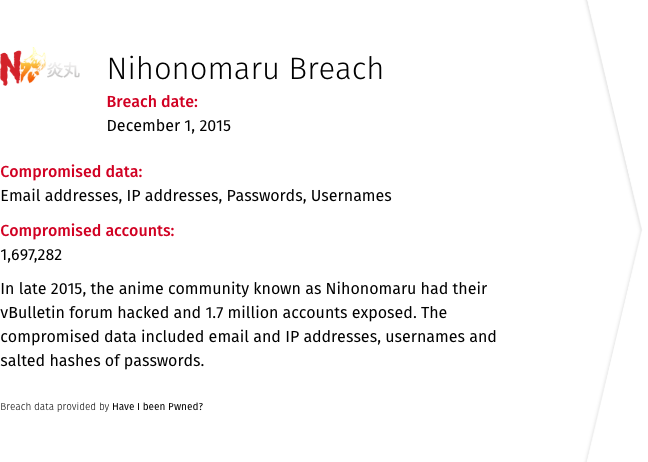 N 炎丸
Nihonomaru Breach
Breach date:
December 1, 2015
Compromised data:
Email addresses, IP addresses, Passwords, Usernames
Compromised accounts:
1,697,282
In late 2015, the anime community known as Nihonomaru had their
vBulletin forum hacked and 1.7 million accounts exposed. The
compromised data included email and IP addresses, usernames and
salted hashes of passwords.
Breach data provided by Have I been Pwned?